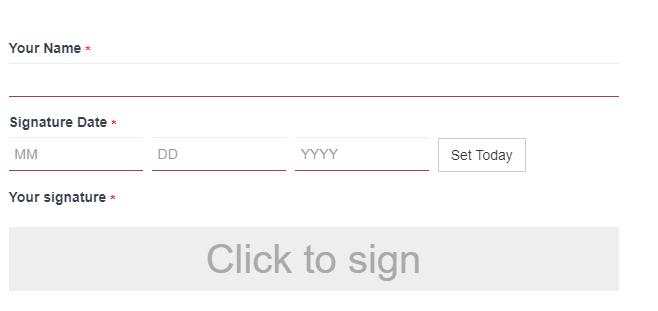 Your Name *
Signature Date *
MM DD YYYY Set Today
Your signature *
Click to sign